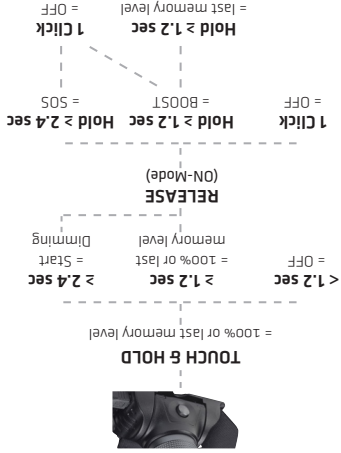 TOUCH & HOLD
= 100% or last memory level
< 1.2 sec
= OFF
≥ 1.2 sec
= 100% or last
memory level
≥ 2.4 sec
= Start
Dimming
RELEASE
(ON-Mode)
1 Click
= OFF
Hold ≥ 1.2 sec
= BOOST
Hold ≥ 2.4 sec
= SOS
Hold ≥ 1.2 sec
= last memory level
1 Click
= OFF